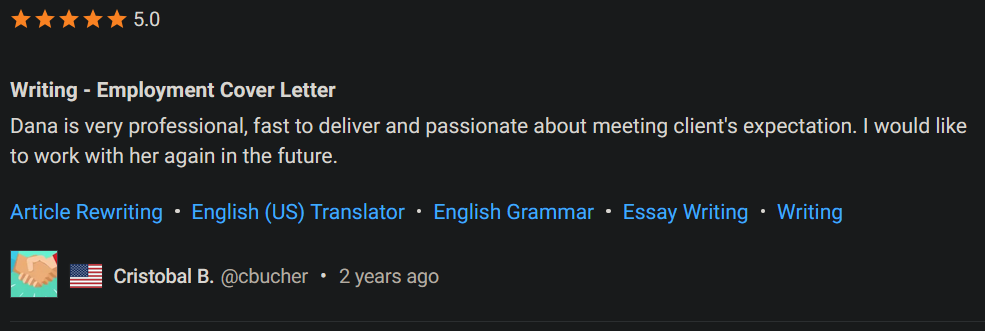 5.0
Writing - Employment Cover Letter
Dana is very professional, fast to deliver and passionate about meeting client's expectation. I would like
to work with her again in the future.
Article Rewriting • English (US) Translator • English Grammar • Essay Writing • Writing
Cristobal B. @cbucher • 2 years ago